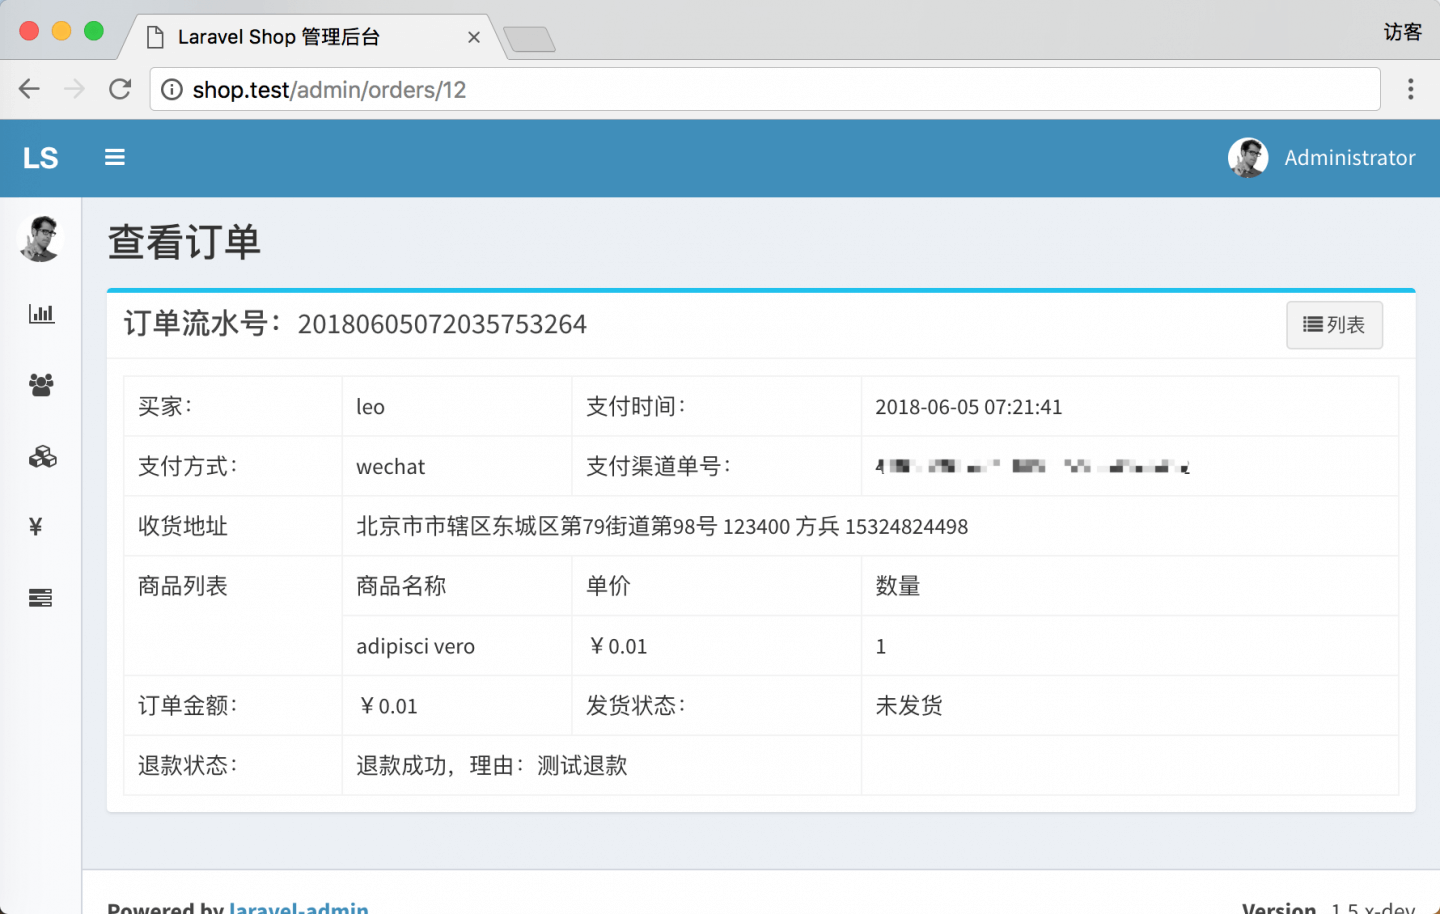 Laravel Shop 管理后台
访客
shop.test/admin/orders/12
LS
Administrator
查看订单
订单流水号：20180605072035753264
列表
买家： leo 支付时间： 2018-06-05 07:21:41
支付方式： wechat 支付渠道单号：
收货地址 北京市市辖区东城区第79街道第98号 123400 方兵 15324824498
商品列表 商品名称 单价 数量
adipisci vero ￥0.01 1
订单金额： ￥0.01 发货状态： 未发货
退款状态： 退款成功，理由：测试退款
Powered by laravel-admin
Version 1.5.x-dev